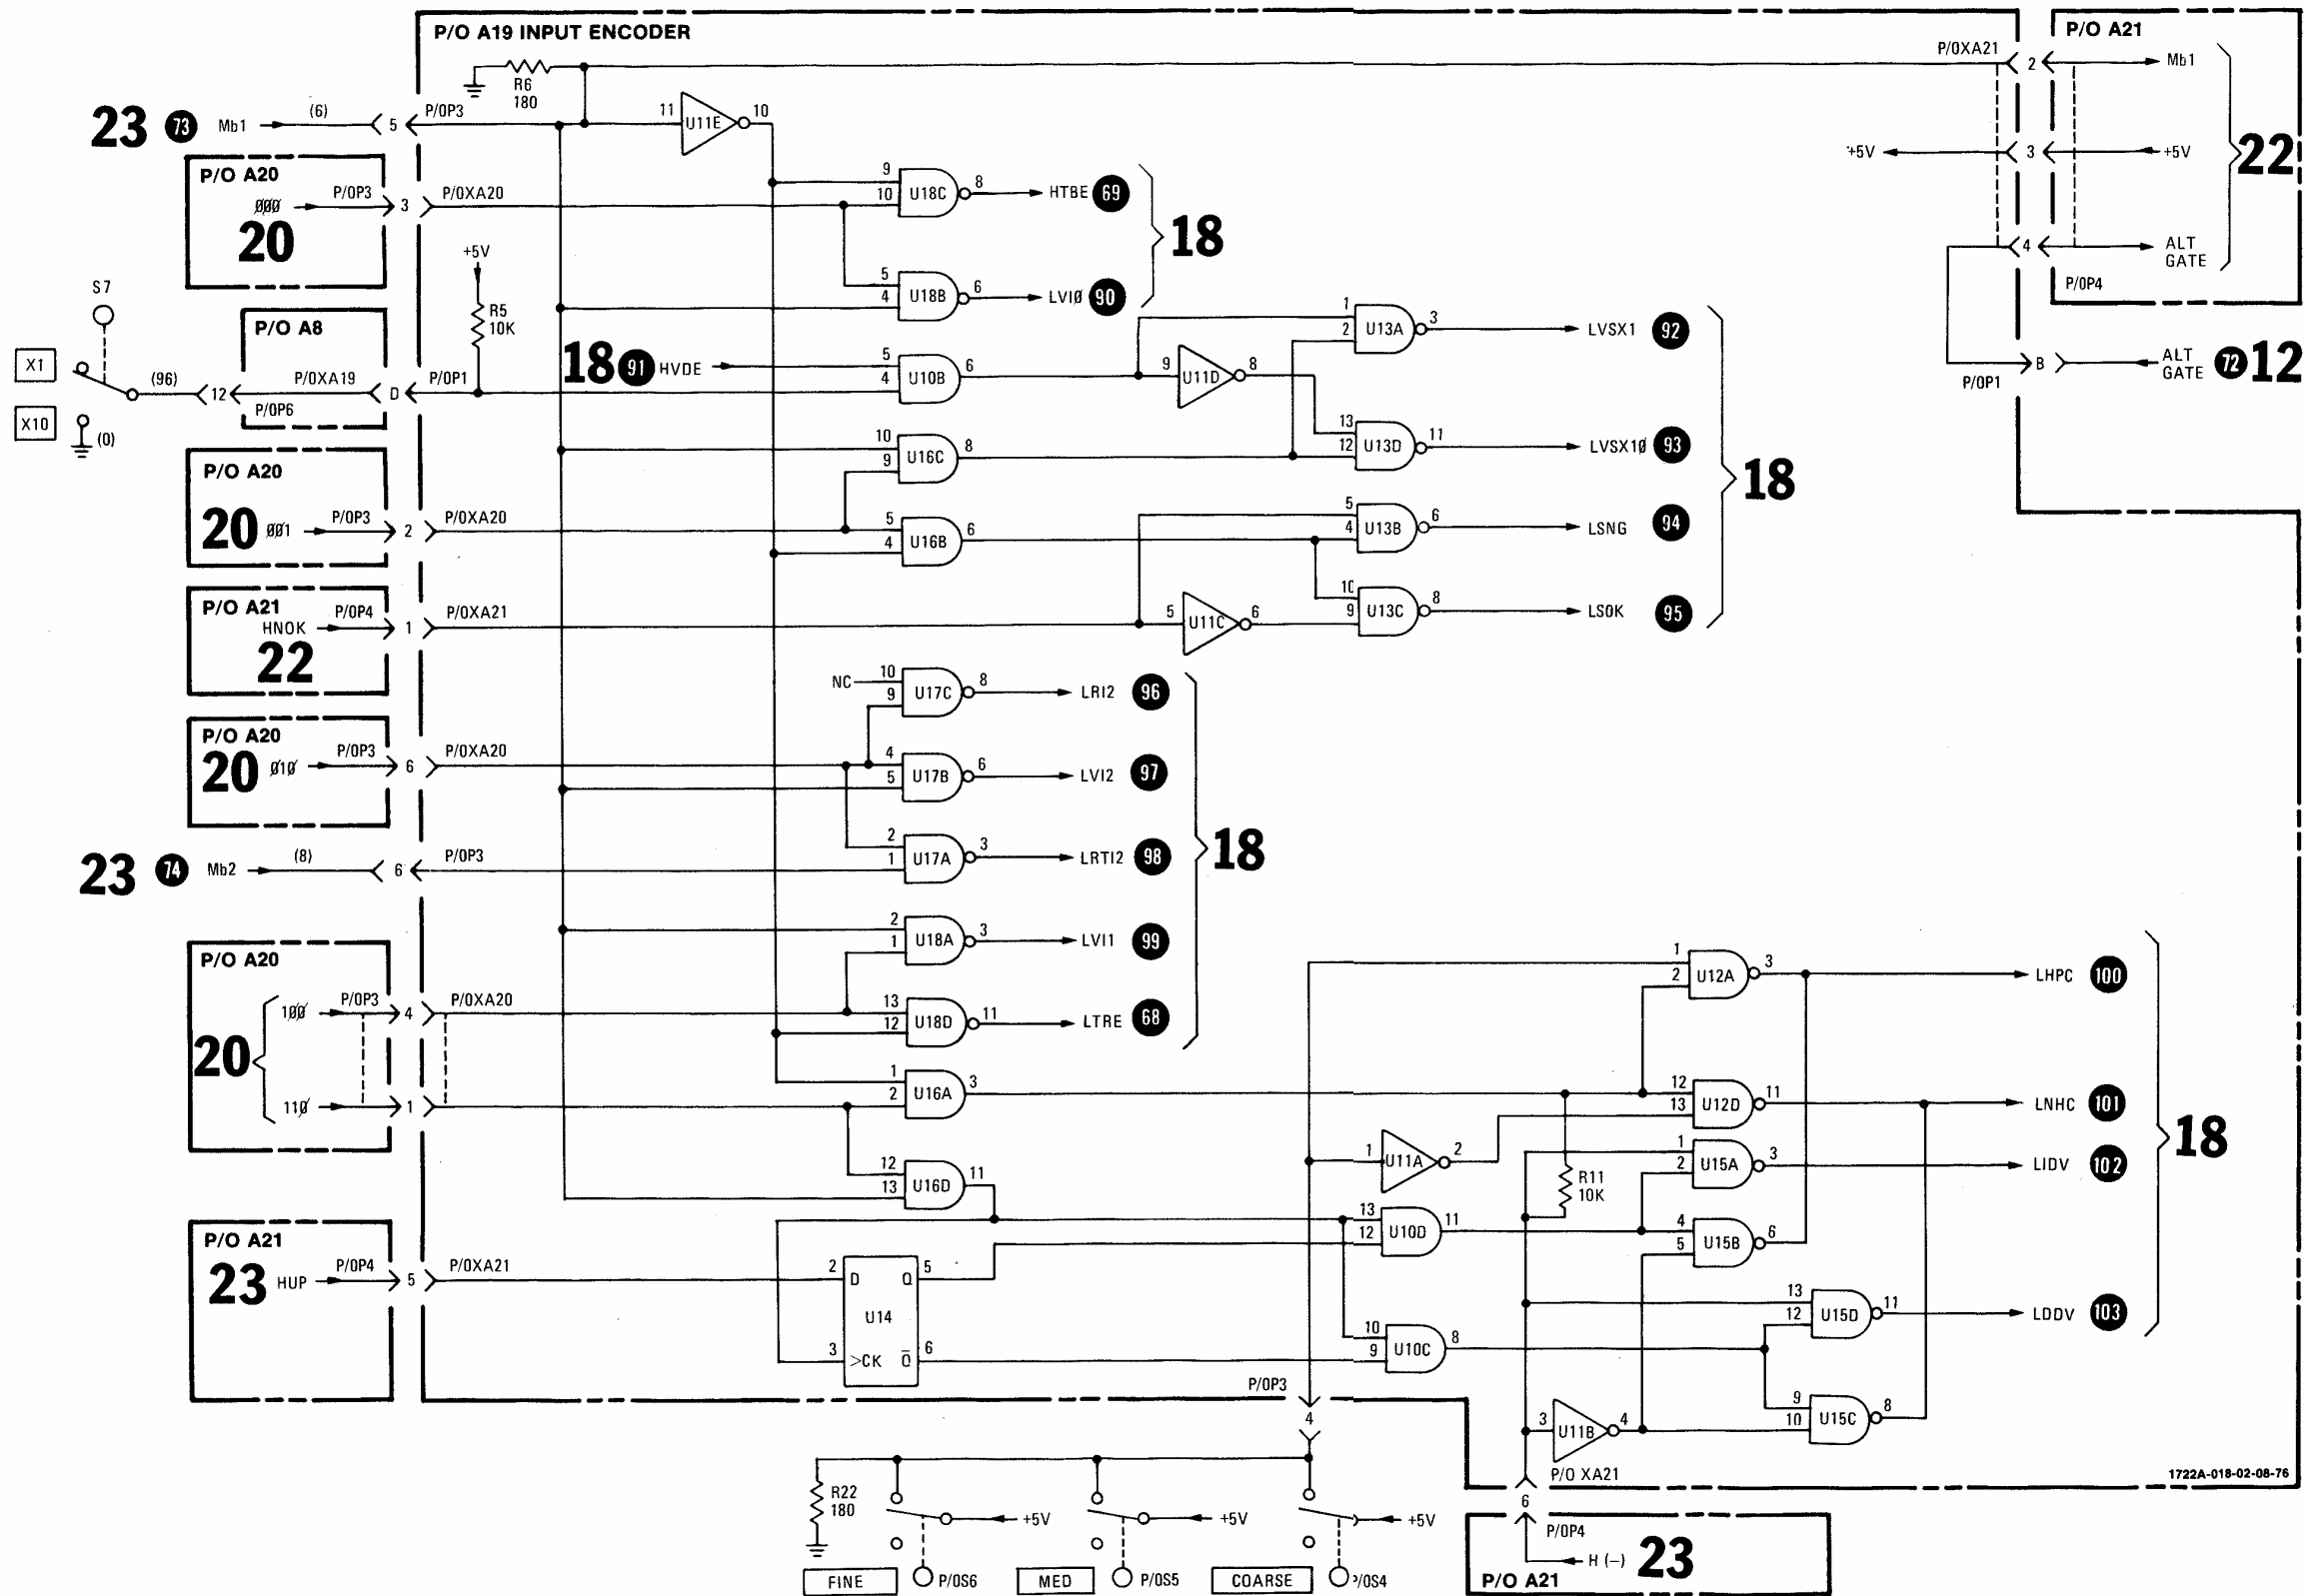 P/O A19 INPUT ENCODER
R6
180
P/OXA21
2
P/O A21
Mb1
23 73 Mb1 (6) 5 P/OP3
11 U11E 10
+5V 3 +5V
22
4 ALT
GATE
P/OP4
P/OP1 B ALT
GATE 72 12
P/O A20
ØØØ P/OP3 3 P/OXA20
20
9
10 U18C 8 HTBE 69
5
4 U18B 6 LVIØ 90
18
+5V
R5
10K
S7
X1
X10
(0)
(96) 12
P/O A8
P/OXA19
P/OP6
D P/OP1
18 91 HVDE
5
4 U10B 6
9 U11D 8
1
2 U13A 3 LVSX1 92
13
12 U13D 11 LVSX1Ø 93
5
4 U13B 6 LSNG 94
10
9 U13C 8 LSOK 95
18
P/O A20
20 ØØ1 P/OP3 2 P/OXA20
10
9 U16C 8
5
4 U16B 6
P/O A21
HNOK P/OP4 1 P/OXA21
22
5 U11C 6
P/O A20
20 Ø1Ø P/OP3 6 P/OXA20
NC 10
9 U17C 8 LRI2 96
4
5 U17B 6 LVI2 97
23 74 Mb2 (8) 6 P/OP3
2
1 U17A 3 LRTI2 98
2
1 U18A 3 LVI1 99
13
12 U18D 11 LTRE 68
18
P/O A20
20
1ØØ P/OP3 4 P/OXA20
11Ø 1
1
2 U16A 3
12
13 U16D 11
P/O A21
23 HUP P/OP4 5 P/OXA21
2 D Q 5
U14
3 >CK Q̅ 6
1 U11A 2
13
12 U10D 11
10
9 U10C 8
R11
10K
1
2 U12A 3 LHPC 100
12
13 U12D 11 LNHC 101
1
2 U15A 3 LIDV 102
4
5 U15B 6
13
12 U15D 11 LDDV 103
9
10 U15C 8
18
3 U11B 4
P/OP3
4
P/O XA21
6
P/OP4
H (–) 23
P/O A21
1722A-018-02-08-76
R22
180
+5V
+5V
+5V
FINE P/OS6
MED P/OS5
COARSE P/OS4